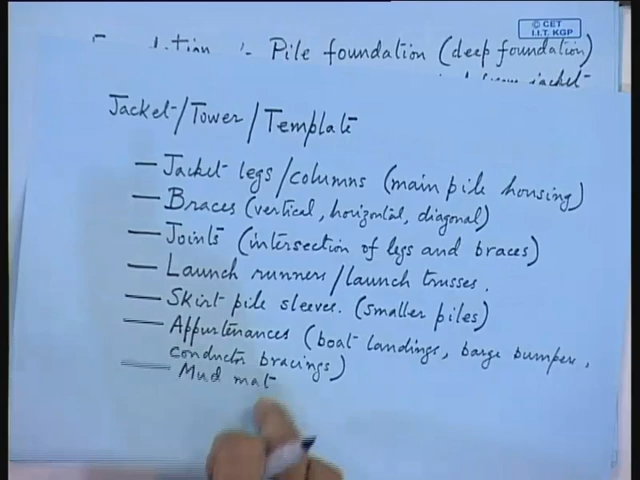 © CET
I.I.T. KGP
:- Pile foundation (deep foundation)
jacket
Jacket/Tower/Template
— Jacket legs/columns (main pile housing)
— Braces (vertical, horizontal, diagonal)
— Joints (intersection of legs and braces)
— Launch runners/launch trusses.
— Skirt pile sleeves. (smaller piles)
— Appurtenances (boat landings, barge bumpers,
conductor bracings)
— Mud mat